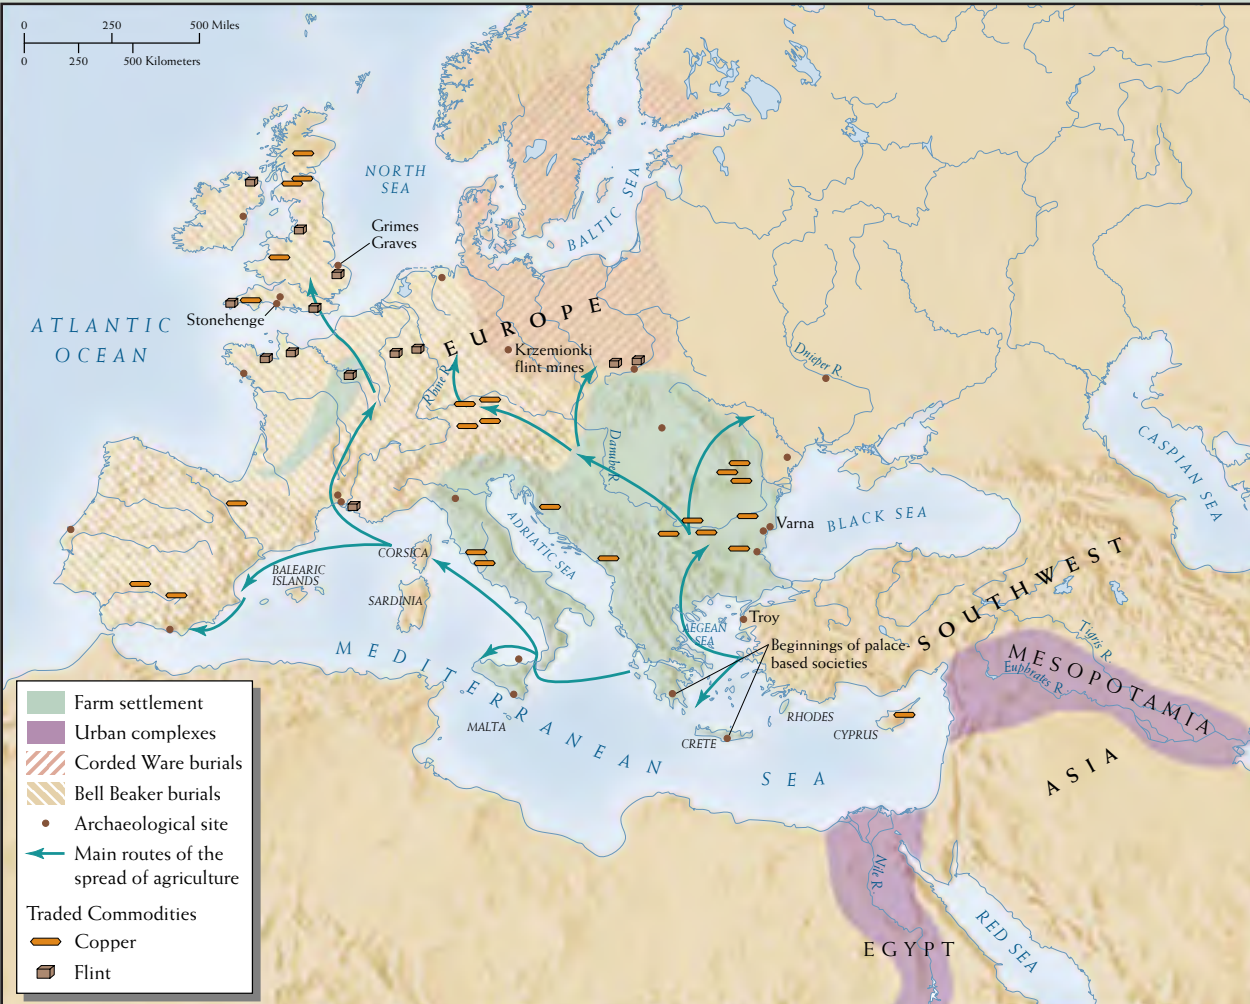 0 250 500 Miles
0 250 500 Kilometers
NORTH
SEA
Grimes
Graves
BALTIC SEA
ATLANTIC
OCEAN
Stonehenge
EUROPE
Krzemionki
flint mines
Rhine R.
Dnieper R.
Danube R.
CASPIAN SEA
Varna
BLACK SEA
ADRIATIC SEA
CORSICA
BALEARIC
ISLANDS
SARDINIA
AEGEAN
SEA
Troy
Beginnings of palace-
based societies
SOUTHWEST
ASIA
Tigris R.
MESOPOTAMIA
Euphrates R.
MEDITERRANEAN SEA
MALTA
CRETE
RHODES
CYPRUS
Nile R.
EGYPT
RED SEA
Farm settlement
Urban complexes
Corded Ware burials
Bell Beaker burials
Archaeological site
Main routes of the
spread of agriculture
Traded Commodities
Copper
Flint